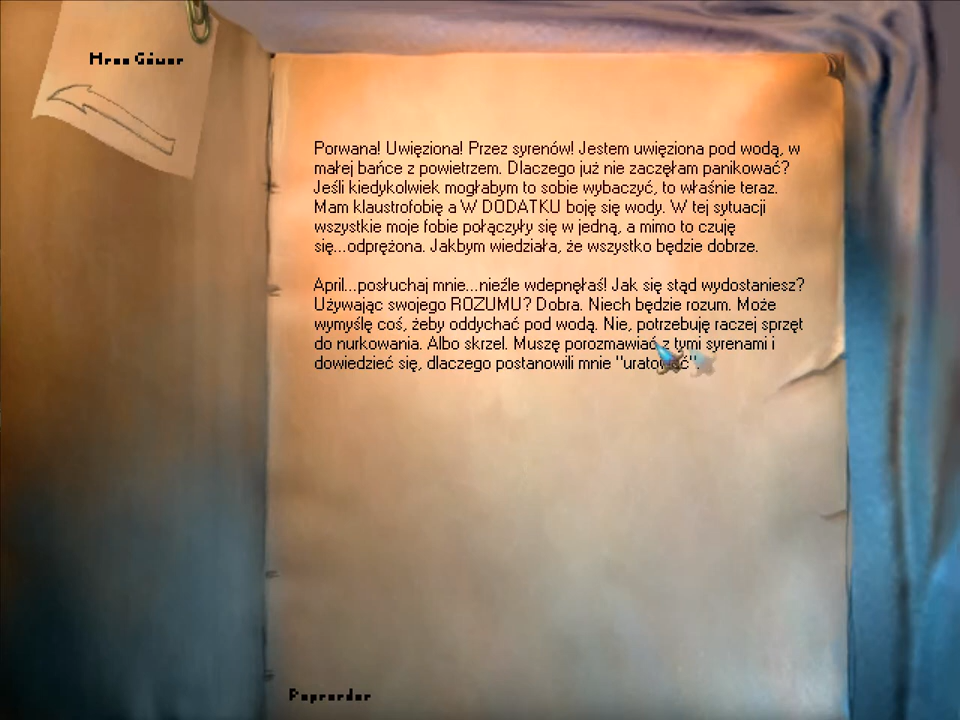 Porwana! Uwięziona! Przez syrenów! Jestem uwięziona pod wodą, w
małej bańce z powietrzem. Dlaczego już nie zaczęłam panikować?
Jeśli kiedykolwiek mogłabym to sobie wybaczyć, to właśnie teraz.
Mam klaustrofobię a W DODATKU boję się wody. W tej sytuacji
wszystkie moje fobie połączyły się w jedną, a mimo to czuję
się...odprężona. Jakbym wiedziała, że wszystko będzie dobrze.
April...posłuchaj mnie...nieźle wdepnęłaś! Jak się stąd wydostaniesz?
Używając swojego ROZUMU? Dobra. Niech będzie rozum. Może
wymyślę coś, żeby oddychać pod wodą. Nie, potrzebuję raczej sprzęt
do nurkowania. Albo skrzel. Muszę porozmawiać z tymi syrenami i
dowiedzieć się, dlaczego postanowili mnie "uratować".